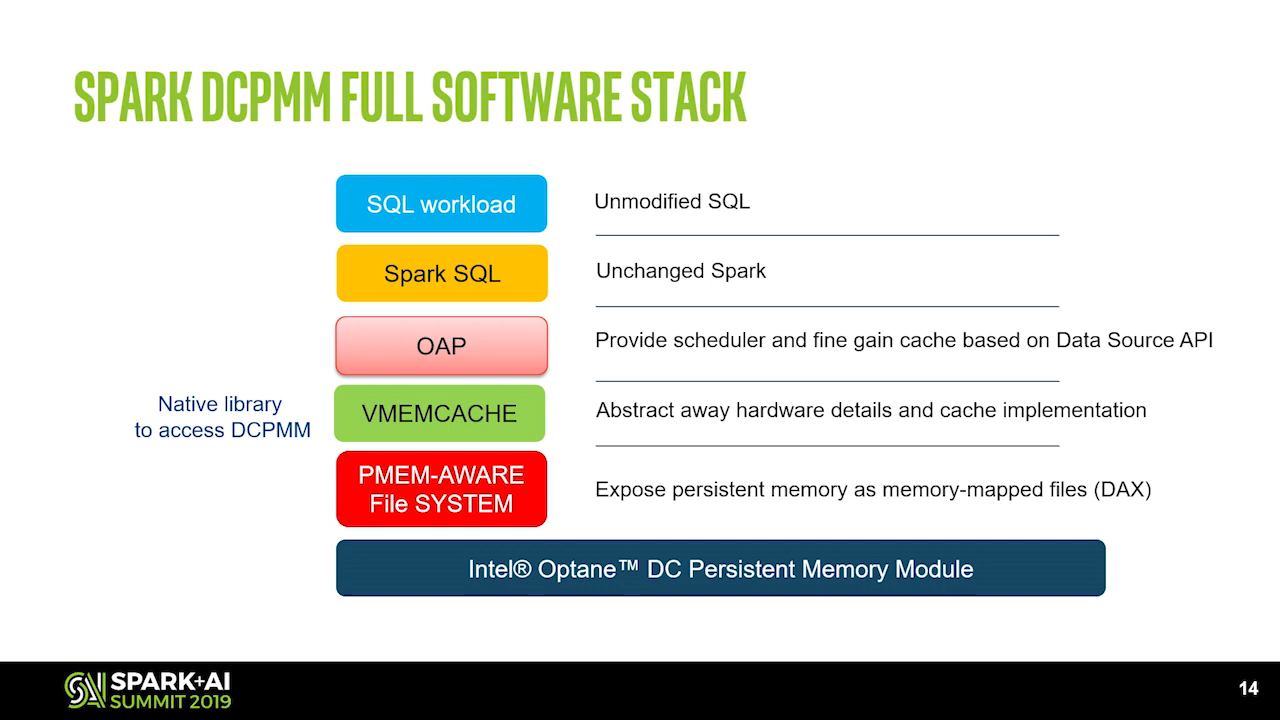 SPARK DCPMM FULL SOFTWARE STACK
SQL workload
Unmodified SQL
Spark SQL
Unchanged Spark
OAP
Provide scheduler and fine gain cache based on Data Source API
Native library
to access DCPMM
VMEMCACHE
Abstract away hardware details and cache implementation
PMEM-AWARE
File SYSTEM
Expose persistent memory as memory-mapped files (DAX)
Intel® Optane™ DC Persistent Memory Module
SPARK+AI
SUMMIT 2019
14